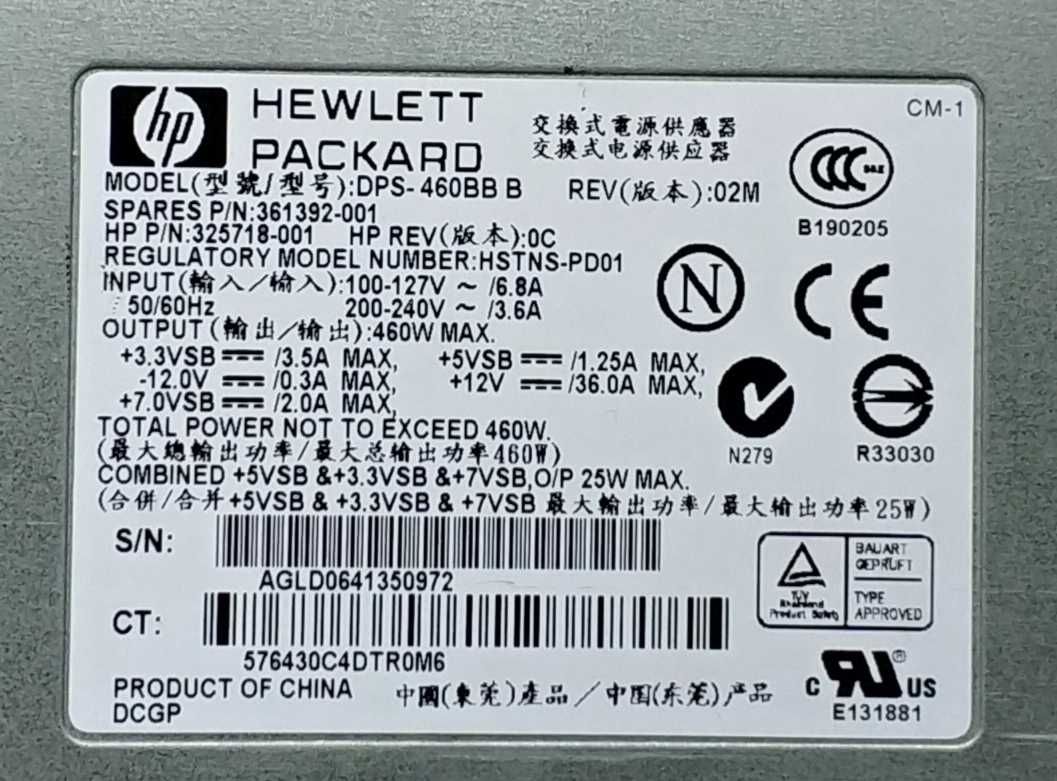 hp HEWLETT PACKARD
CM-1
交換式電源供應器
交换式电源供应器
MODEL(型號/型号):DPS-460BB B REV(版本):02M
SPARES P/N:361392-001
HP P/N:325718-001 HP REV(版本):0C
REGULATORY MODEL NUMBER:HSTNS-PD01
INPUT(輸入/输入):100-127V ~ /6.8A
50/60Hz 200-240V ~ /3.6A
OUTPUT(輸出/输出):460W MAX.
+3.3VSB ⎓ /3.5A MAX, +5VSB ⎓ /1.25A MAX,
-12.0V ⎓ /0.3A MAX, +12V ⎓ /36.0A MAX,
+7.0VSB ⎓ /2.0A MAX,
TOTAL POWER NOT TO EXCEED 460W.
(最大總輸出功率/最大总输出功率460W)
COMBINED +5VSB &+3.3VSB &+7VSB,O/P 25W MAX.
(合併/合并+5VSB & +3.3VSB & +7VSB 最大輸出功率/最大输出功率25W)
CCC
B190205
N
CE
N279
R33030
S/N:
AGLD0641350972
CT:
576430C4DTR0M6
PRODUCT OF CHINA 中國(東莞)產品/中国(东莞)产品
DCGP
TÜV
Rheinland
Product Safety
BAUART
GEPRÜFT
TYPE
APPROVED
c RU ® US
E131881